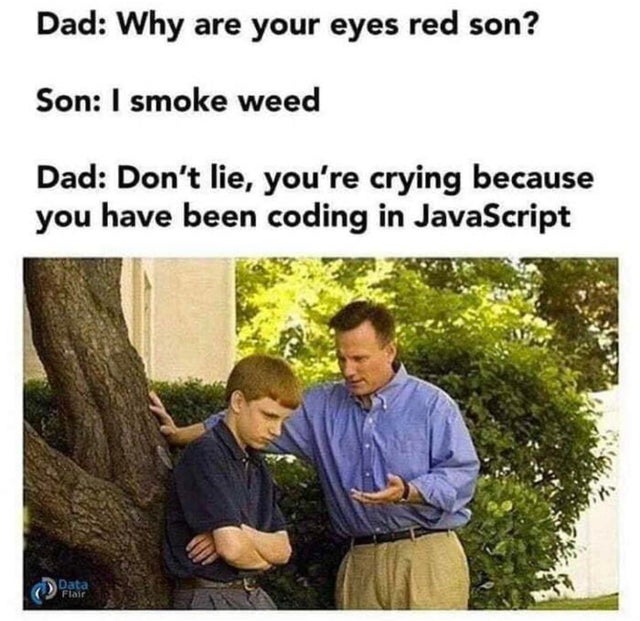 Dad: Why are your eyes red son?
Son: I smoke weed
Dad: Don't lie, you're crying because
you have been coding in JavaScript
Data
Flair